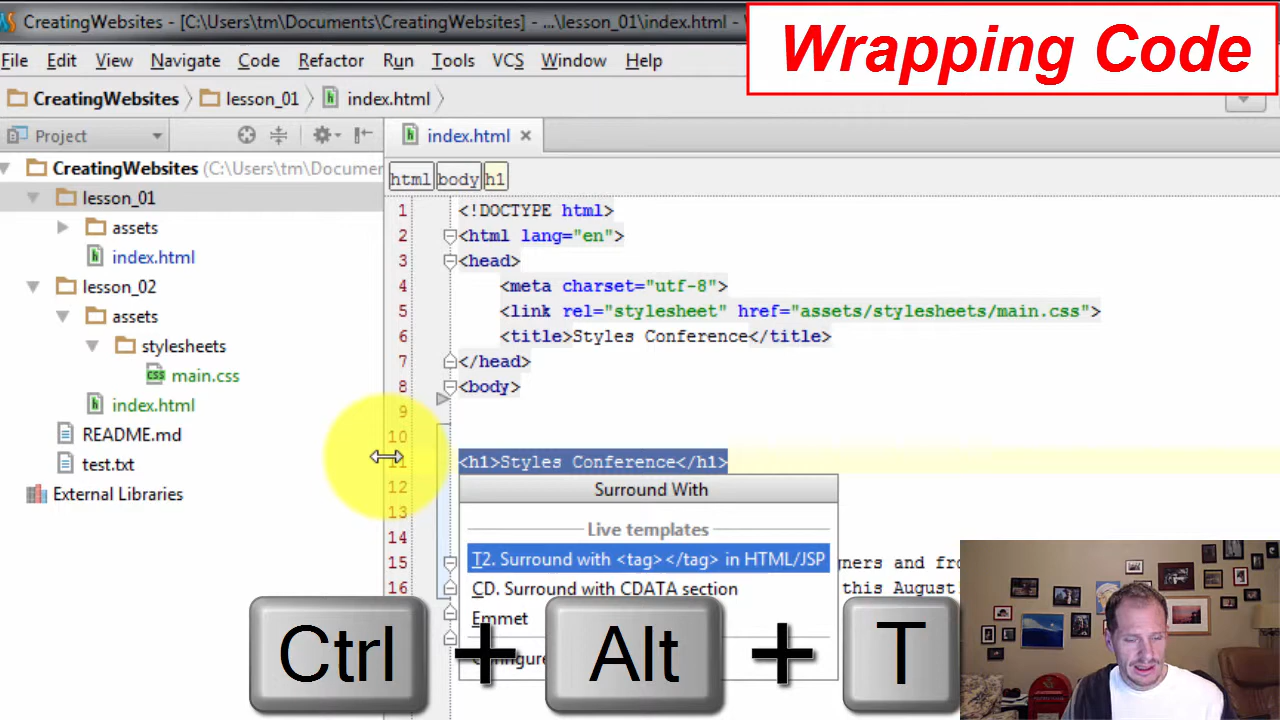 CreatingWebsites - [C:\Users\tm\Documents\CreatingWebsites] - ...\lesson_01\index.html -
Wrapping Code
File Edit View Navigate Code Refactor Run Tools VCS Window Help
CreatingWebsites lesson_01 index.html
Project
index.html
CreatingWebsites (C:\Users\tm\Documen
html body h1
lesson_01
assets
index.html
lesson_02
assets
stylesheets
main.css
index.html
README.md
test.txt
External Libraries
1 <!DOCTYPE html>
2 <html lang="en">
3 <head>
4 <meta charset="utf-8">
5 <link rel="stylesheet" href="assets/stylesheets/main.css">
6 <title>Styles Conference</title>
7 </head>
8 <body>
9
10
11 <h1>Styles Conference</h1>
12
13
14
15 ners and fro
16 this August
Surround With
Live templates
T2. Surround with <tag></tag> in HTML/JSP
CD. Surround with CDATA section
Emmet
Configure
Ctrl + Alt + T